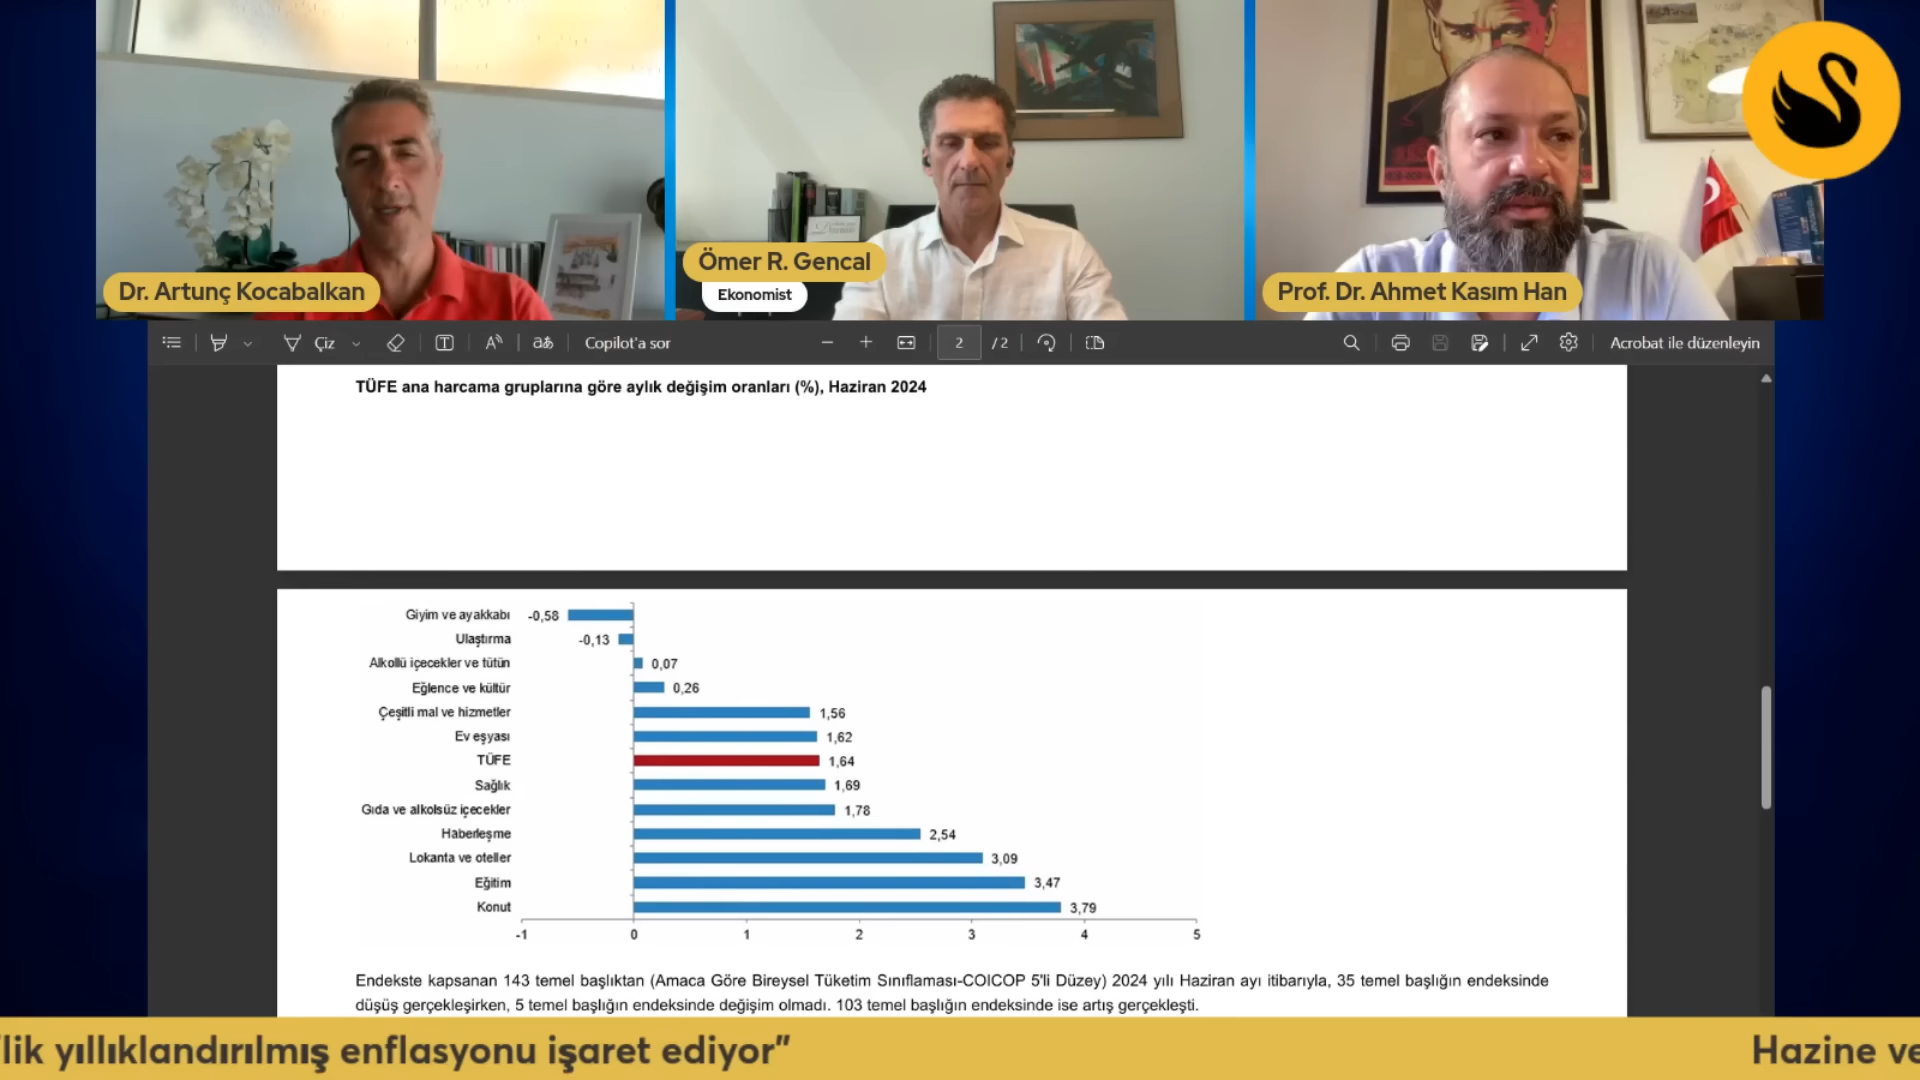 Dr. Artunç Kocabalkan
Ömer R. Gencal
Ekonomist
Prof. Dr. Ahmet Kasım Han
Çiz
Copilot'a sor
2 / 2
Acrobat ile düzenleyin
TÜFE ana harcama gruplarına göre aylık değişim oranları (%), Haziran 2024
Giyim ve ayakkabı -0,58
Ulaştırma -0,13
Alkollü içecekler ve tütün 0,07
Eğlence ve kültür 0,26
Çeşitli mal ve hizmetler 1,56
Ev eşyası 1,62
TÜFE 1,64
Sağlık 1,69
Gıda ve alkolsüz içecekler 1,78
Haberleşme 2,54
Lokanta ve oteller 3,09
Eğitim 3,47
Konut 3,79
-1 0 1 2 3 4 5
Endekste kapsanan 143 temel başlıktan (Amaca Göre Bireysel Tüketim Sınıflaması-COICOP 5'li Düzey) 2024 yılı Haziran ayı itibarıyla, 35 temel başlığın endeksinde
düşüş gerçekleşirken, 5 temel başlığın endeksinde değişim olmadı. 103 temel başlığın endeksinde ise artış gerçekleşti.
lik yıllıklandırılmış enflasyonu işaret ediyor” Hazine ve